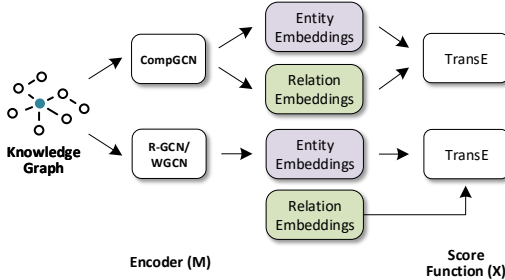 CompGCN
Entity
Embeddings
Relation
Embeddings
TransE
Knowledge
Graph
R-GCN/
WGCN
Entity
Embeddings
Relation
Embeddings
TransE
Encoder (M)
Score
Function (X)